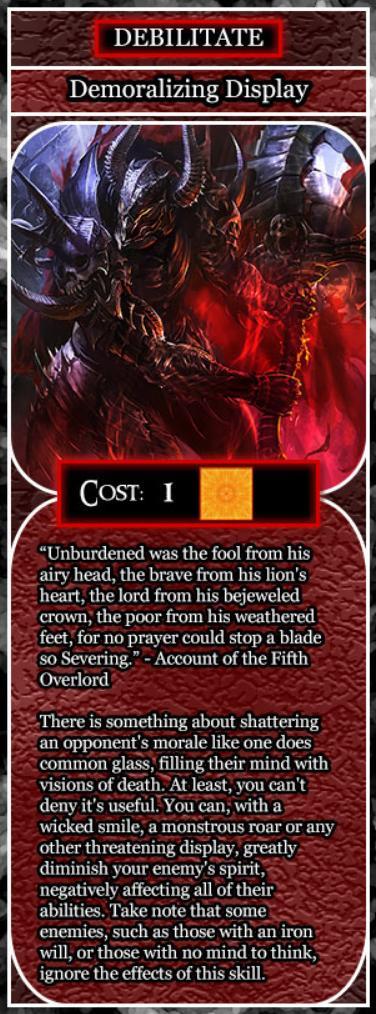 DEBILITATE
Demoralizing Display
COST: 1
“Unburdened was the fool from his
airy head, the brave from his lion's
heart, the lord from his bejeweled
crown, the poor from his weathered
feet, for no prayer could stop a blade
so Severing.” - Account of the Fifth
Overlord
There is something about shattering
an opponent's morale like one does
common glass, filling their mind with
visions of death. At least, you can't
deny it's useful. You can, with a
wicked smile, a monstrous roar or any
other threatening display, greatly
diminish your enemy's spirit,
negatively affecting all of their
abilities. Take note that some
enemies, such as those with an iron
will, or those with no mind to think,
ignore the effects of this skill.